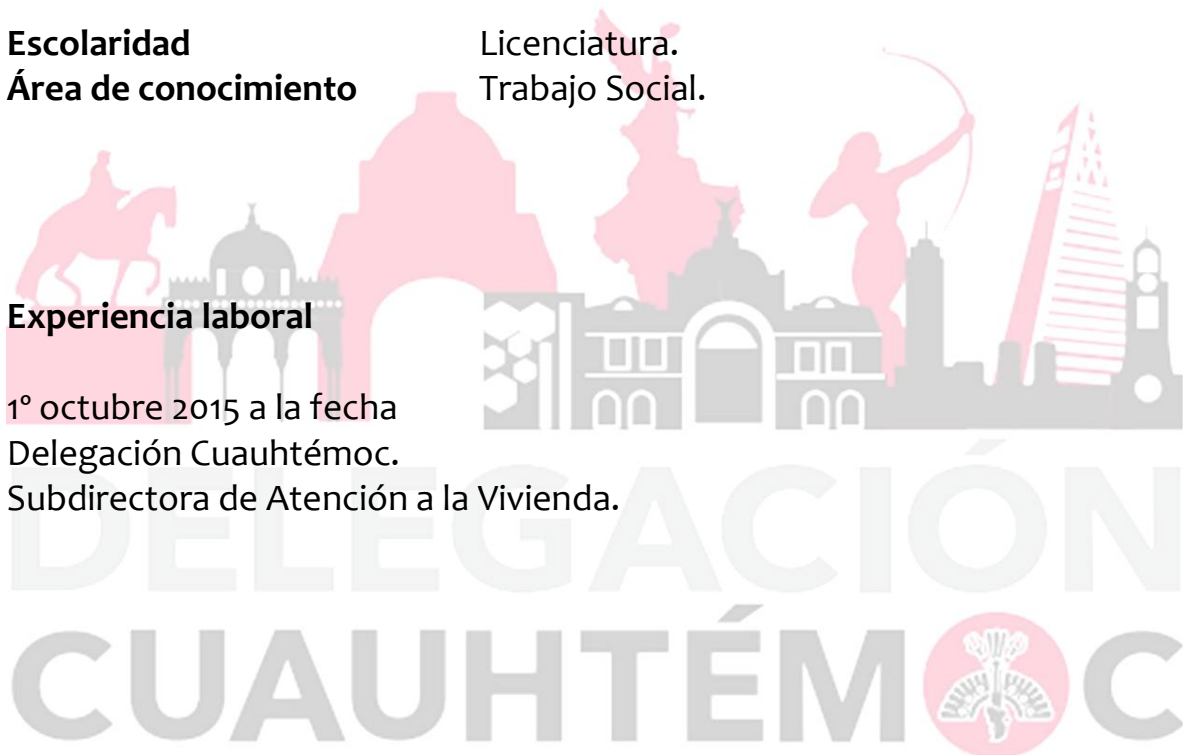 Escolaridad Licenciatura.
Área de conocimiento Trabajo Social.
Experiencia laboral
1º octubre 2015 a la fecha
Delegación Cuauhtémoc.
Subdirectora de Atención a la Vivienda.
DELEGACIÓN
CUAUHTÉMOC